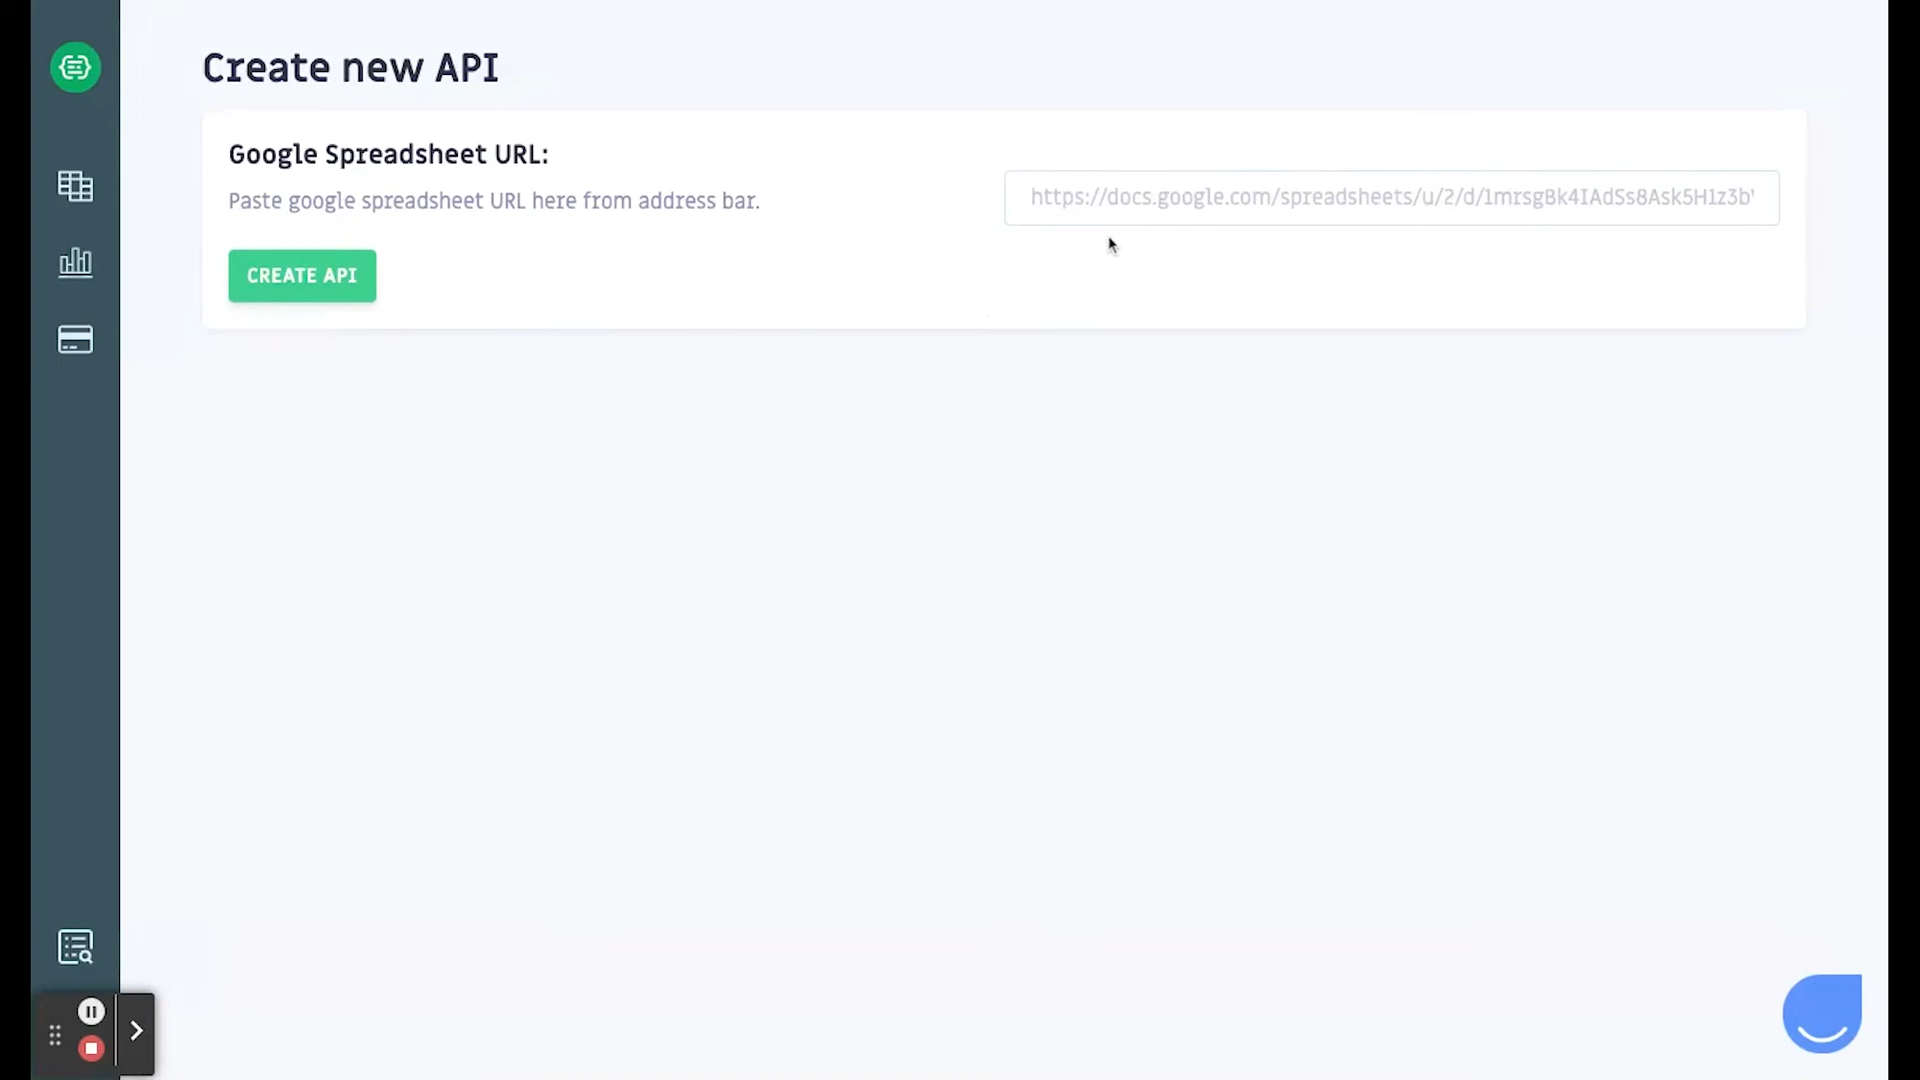 Create new API
Google Spreadsheet URL:
Paste google spreadsheet URL here from address bar.
https://docs.google.com/spreadsheets/u/2/d/1mrsgBk4IAdSs8Ask5H1z3b'
CREATE API